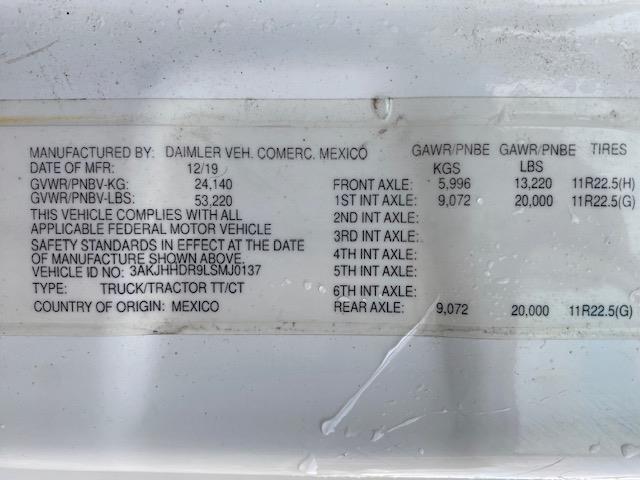 MANUFACTURED BY: DAIMLER VEH. COMERC. MEXICO GAWR/PNBE GAWR/PNBE TIRES
DATE OF MFR: 12/19 KGS LBS
GVWR/PNBV-KG: 24,140 FRONT AXLE: 5,996 13,220 11R22.5(H)
GVWR/PNBV-LBS: 53,220 1ST INT AXLE: 9,072 20,000 11R22.5(G)
THIS VEHICLE COMPLIES WITH ALL 2ND INT AXLE:
APPLICABLE FEDERAL MOTOR VEHICLE 3RD INT AXLE:
SAFETY STANDARDS IN EFFECT AT THE DATE 4TH INT AXLE:
OF MANUFACTURE SHOWN ABOVE.
VEHICLE ID NO: 3AKJHHDR9LSMJ0137 5TH INT AXLE:
TYPE: TRUCK/TRACTOR TT/CT 6TH INT AXLE:
COUNTRY OF ORIGIN: MEXICO REAR AXLE: 9,072 20,000 11R22.5(G)